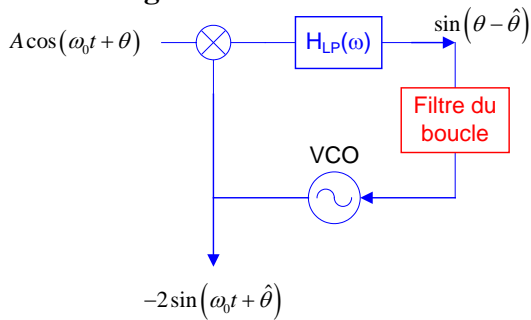 A cos(ω₀t + θ)
H_LP(ω)
sin(θ − θ̂)
Filtre du
boucle
VCO
−2 sin(ω₀t + θ̂)